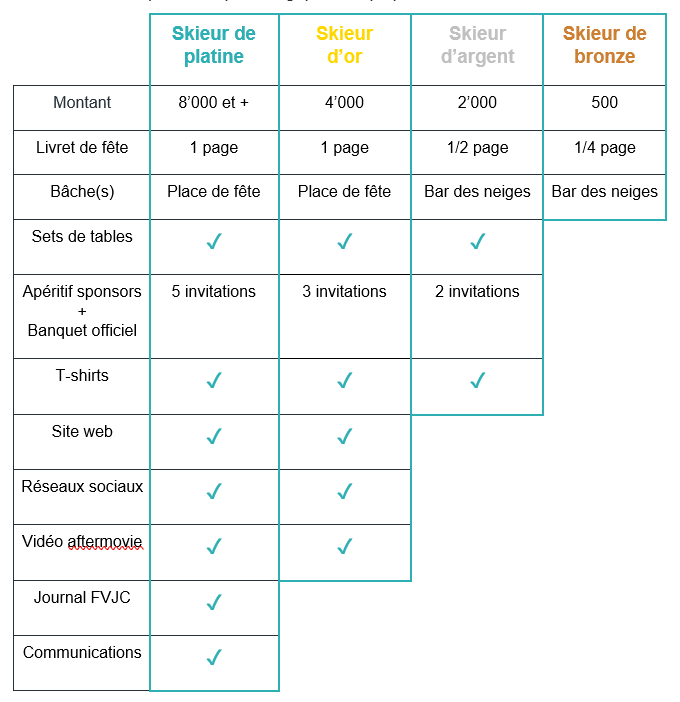 Skieur de
platine
Skieur
d’or
Skieur
d’argent
Skieur de
bronze
Montant
8’000 et +
4’000
2’000
500
Livret de fête
1 page
1 page
1/2 page
1/4 page
Bâche(s)
Place de fête
Place de fête
Bar des neiges
Bar des neiges
Sets de tables
✓
✓
✓
Apéritif sponsors
+
Banquet officiel
5 invitations
3 invitations
2 invitations
T-shirts
✓
✓
✓
Site web
✓
✓
Réseaux sociaux
✓
✓
Vidéo aftermovie
✓
✓
Journal FVJC
✓
Communications
✓